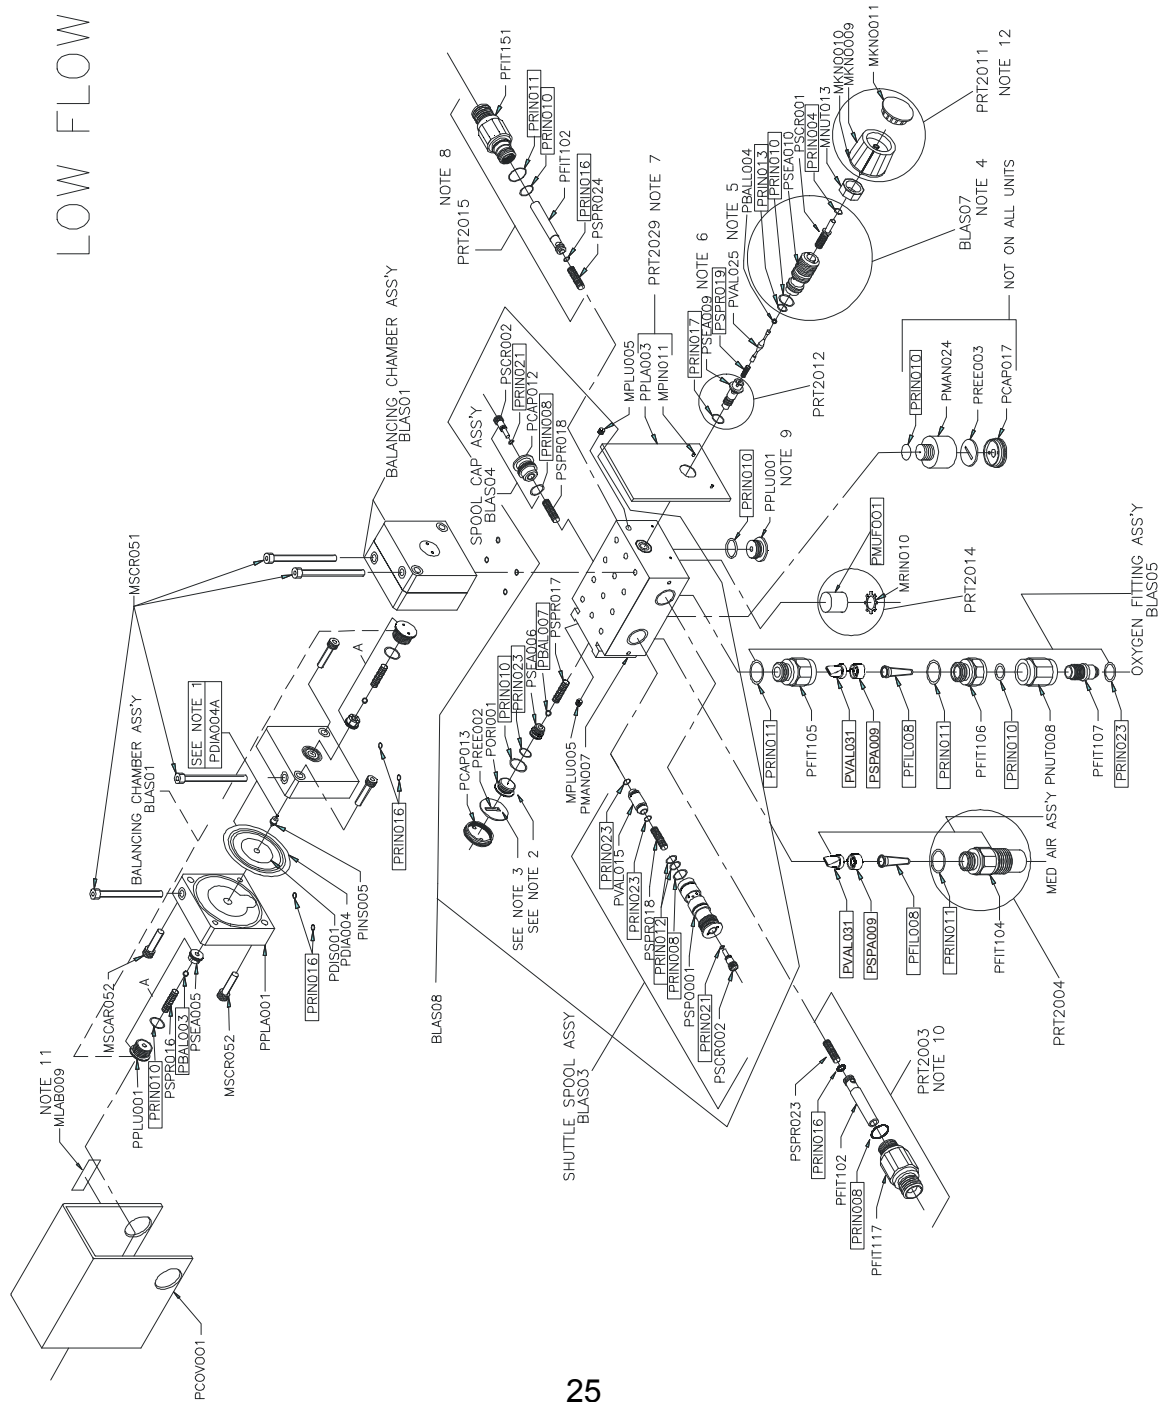 LOW FLOW
NOTE 11
MLAB009
PCOV001
PPLU001
PRIN010
PSPR016
PBAL003
PSEA005
MSCAR052
A
MSCR052
PPLA001
BALANCING CHAMBER ASS'Y
BLAS01
SEE NOTE 1
PDIA004A
PRIN016
PDIS001
PDIA004
PINS005
PRIN016
A
MSCR051
BALANCING CHAMBER ASS'Y
BLAS01
BLAS08
SPOOL CAP ASS'Y
BLAS04
PSCR002
PRIN021
PCAP012
PRIN008
PSPR018
NOTE 8
PRT2015
PFIT151
PRIN011
PRIN010
PFIT102
PRIN016
PSPR024
PCAP013
PREE002
PORI001
PRIN010
PRIN023
PSEA006
PBAL007
PSPR017
SEE NOTE 3
SEE NOTE 2
MPLU005
PMAN007
MPLU005
PPLA003
MPIN011
PRT2029 NOTE 7
PRIN017
PSEA009 NOTE 6
PSPR019
PVAL025 NOTE 5
PBALL004
PRIN013
PRIN010
PSEA010
PSCR001
PRIN004
MNUT013
MKN0010
MKN0009
MKN0011
PRT2011
NOTE 12
BLAS07
NOTE 4
PRT2012
PRIN010
PPLU001
NOTE 9
NOT ON ALL UNITS
PRIN010
PMAN024
PREE003
PCAP017
PMUF001
MRIN010
PRT2014
OXYGEN FITTING ASS'Y
BLAS05
PRIN011
PFIT105
PVAL031
PSPA009
PFIL008
PRIN011
PFIT106
PRIN010
PNUT008
PFIT107
PRIN023
MED AIR ASS'Y
PVAL031
PSPA009
PFIL008
PRIN011
PFIT104
PRT2004
SHUTTLE SPOOL ASSY
BLAS03
PRIN023
PVAL015
PRIN023
PSPR018
PRIN012
PRIN008
PSPO001
PRIN021
PSCR002
PRT2003
NOTE 10
PSPR023
PRIN016
PFIT102
PRIN008
PFIT117
25